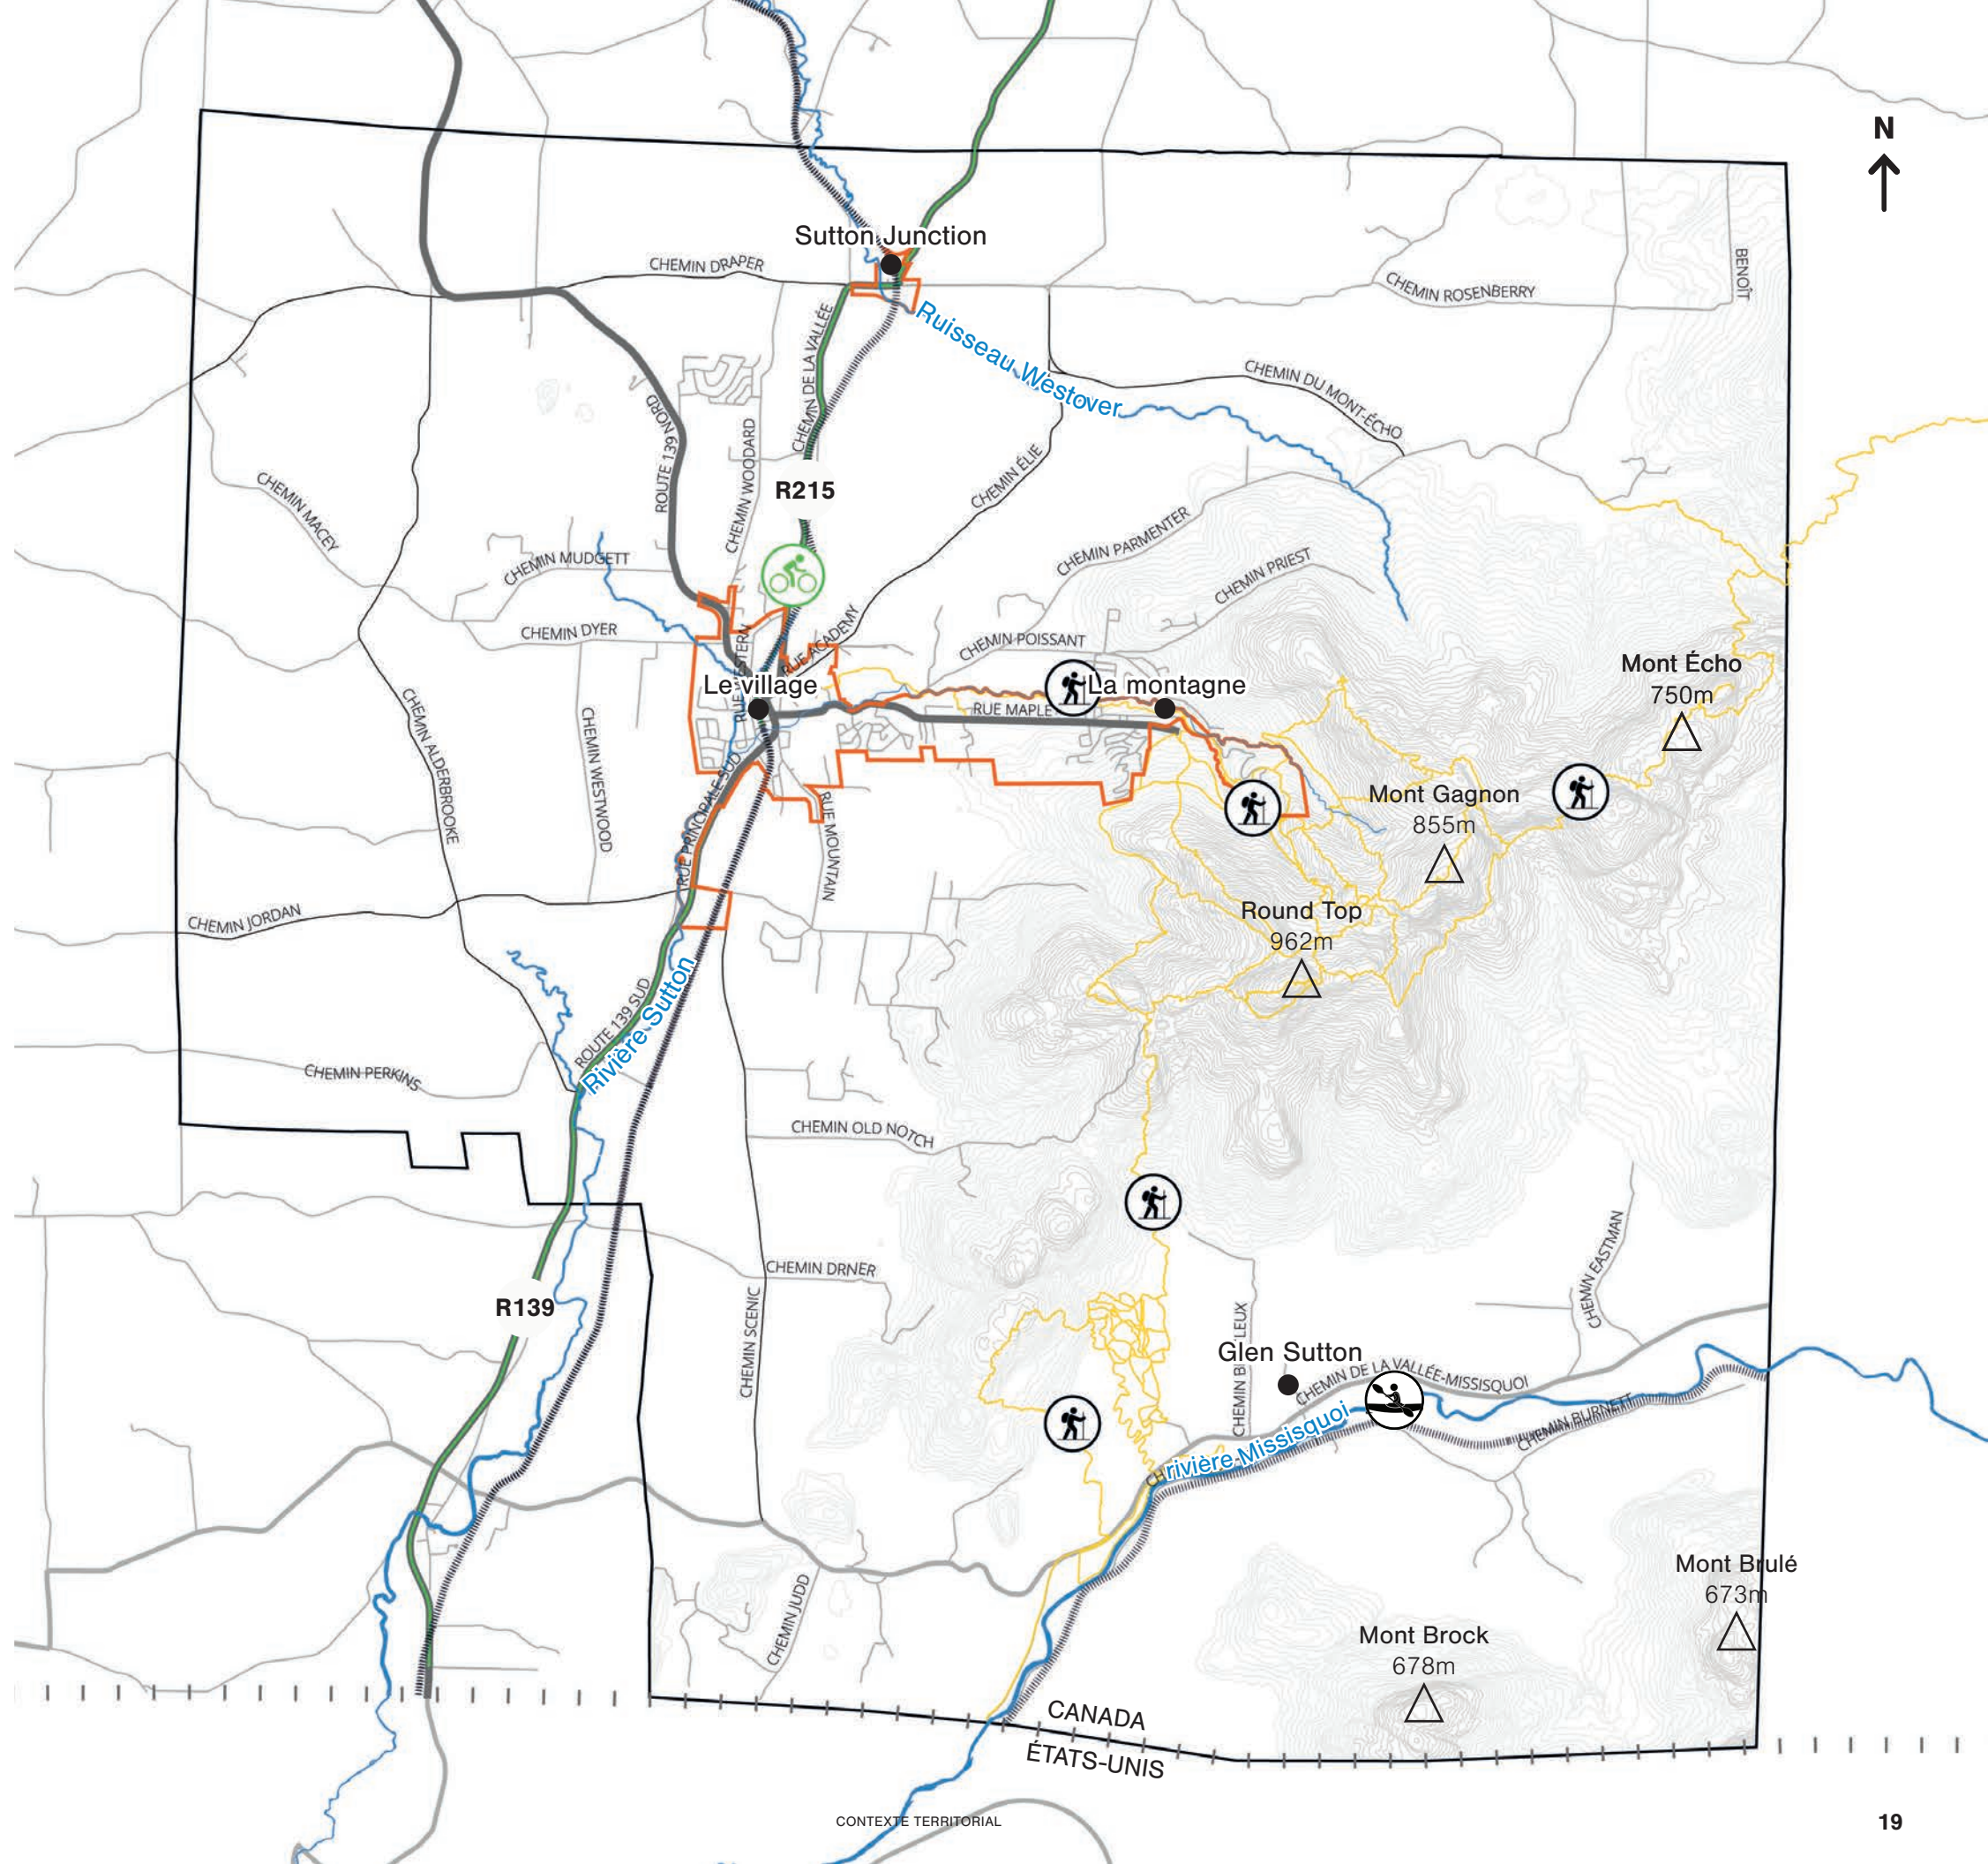 N
Sutton Junction
CHEMIN DRAPER
BENOÎT
CHEMIN ROSENBERRY
Ruisseau Westover
CHEMIN DE LA VALLÉE
CHEMIN DU MONT-ÉCHO
ROUTE 139 NORD
CHEMIN WOODARD
CHEMIN ÉLIE
CHEMIN MACEY
R215
CHEMIN PARMENTER
CHEMIN MUDGETT
CHEMIN PRIEST
CHEMIN DYER
RUE ACADEMY
CHEMIN POISSANT
Mont Écho
750m
Le village
La montagne
RUE MAPLE
CHEMIN ALDERBROOKE
CHEMIN WESTWOOD
RUE PRINCIPALE SUD
RUE MOUNTAIN
Mont Gagnon
855m
CHEMIN JORDAN
Round Top
962m
ROUTE 139 SUD
Rivière Sutton
CHEMIN PERKINS
CHEMIN OLD NOTCH
CHEMIN DRNER
CHEMIN EASTMAN
R139
CHEMIN SCENIC
Glen Sutton
CHEMIN DE LA VALLÉE-MISSISQUOI
CHEMIN BURNETT
rivière Missisquoi
CHEMIN JUDD
Mont Brulé
673m
Mont Brock
678m
CANADA
ÉTATS-UNIS
CONTEXTE TERRITORIAL
19